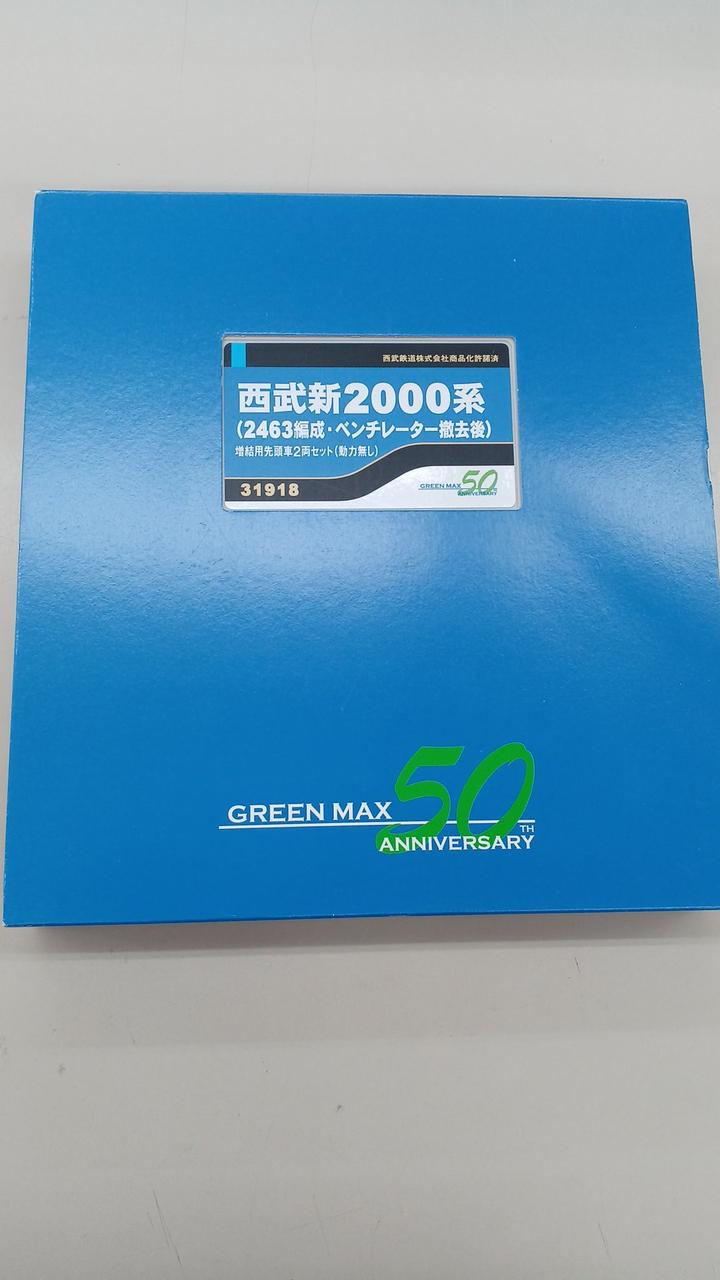 西武鉄道株式会社商品化許諾済
西武新2000系
(2463編成・ベンチレーター撤去後)
増結用先頭車2両セット(動力無し)
31918
GREEN MAX 50TH
ANNIVERSARY
GREEN MAX 50TH
ANNIVERSARY